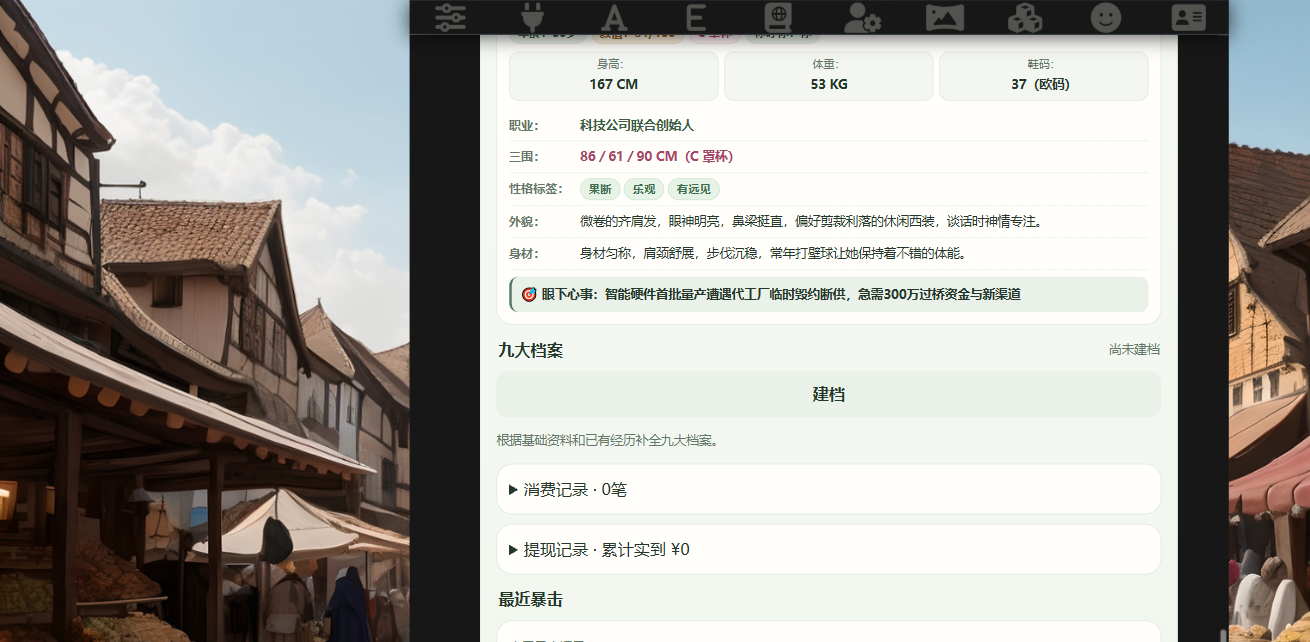 身高:
167 CM
体重:
53 KG
鞋码:
37（欧码）
职业:
科技公司联合创始人
三围:
86 / 61 / 90 CM（C 罩杯）
性格标签:
果断 乐观 有远见
外貌:
微卷的齐肩发，眼神明亮，鼻梁挺直，偏好剪裁利落的休闲西装，谈话时神情专注。
身材:
身材匀称，肩颈舒展，步伐沉稳，常年打壁球让她保持着不错的体能。
🎯 眼下心事：智能硬件首批量产遭遇代工厂临时毁约断供，急需300万过桥资金与新渠道
九大档案
尚未建档
建档
根据基础资料和已有经历补全九大档案。
▶ 消费记录 · 0笔
▶ 提现记录 · 累计实到 ¥0
最近暴击